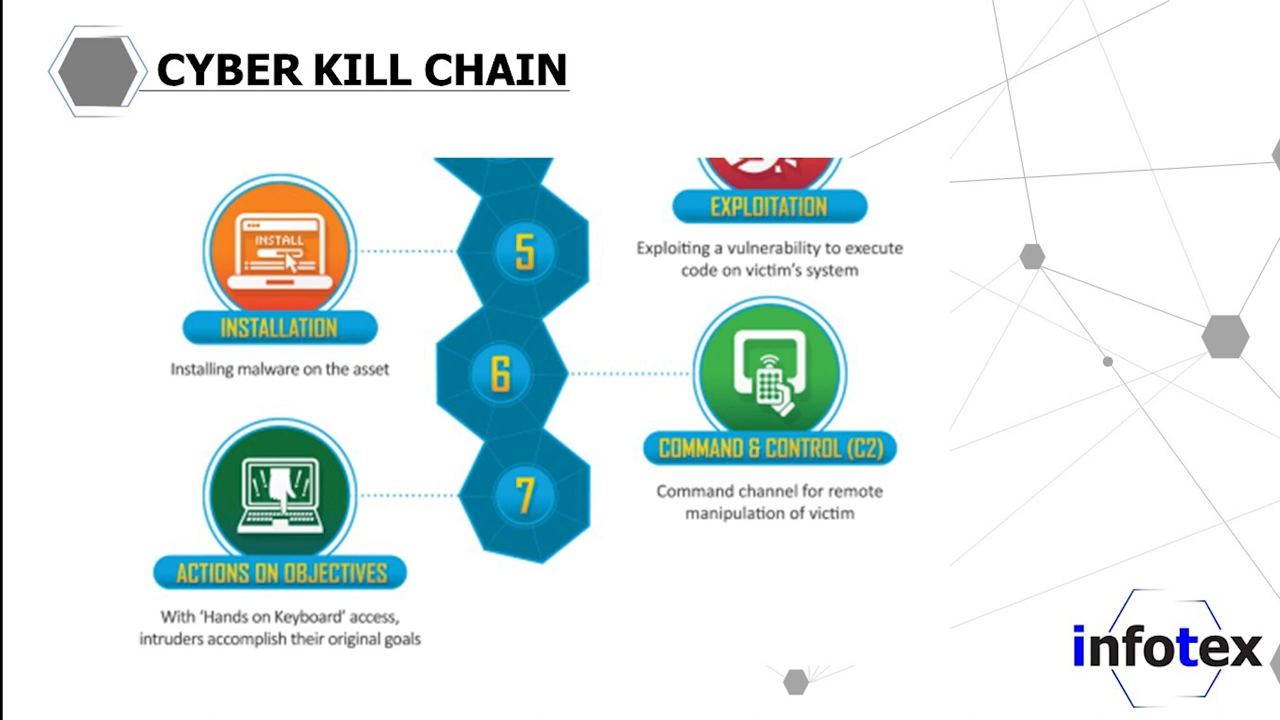 CYBER KILL CHAIN
EXPLOITATION
Exploiting a vulnerability to execute
code on victim's system
INSTALL
5
INSTALLATION
Installing malware on the asset
6
COMMAND & CONTROL (C2)
Command channel for remote
manipulation of victim
7
ACTIONS ON OBJECTIVES
With 'Hands on Keyboard' access,
intruders accomplish their original goals
infotex